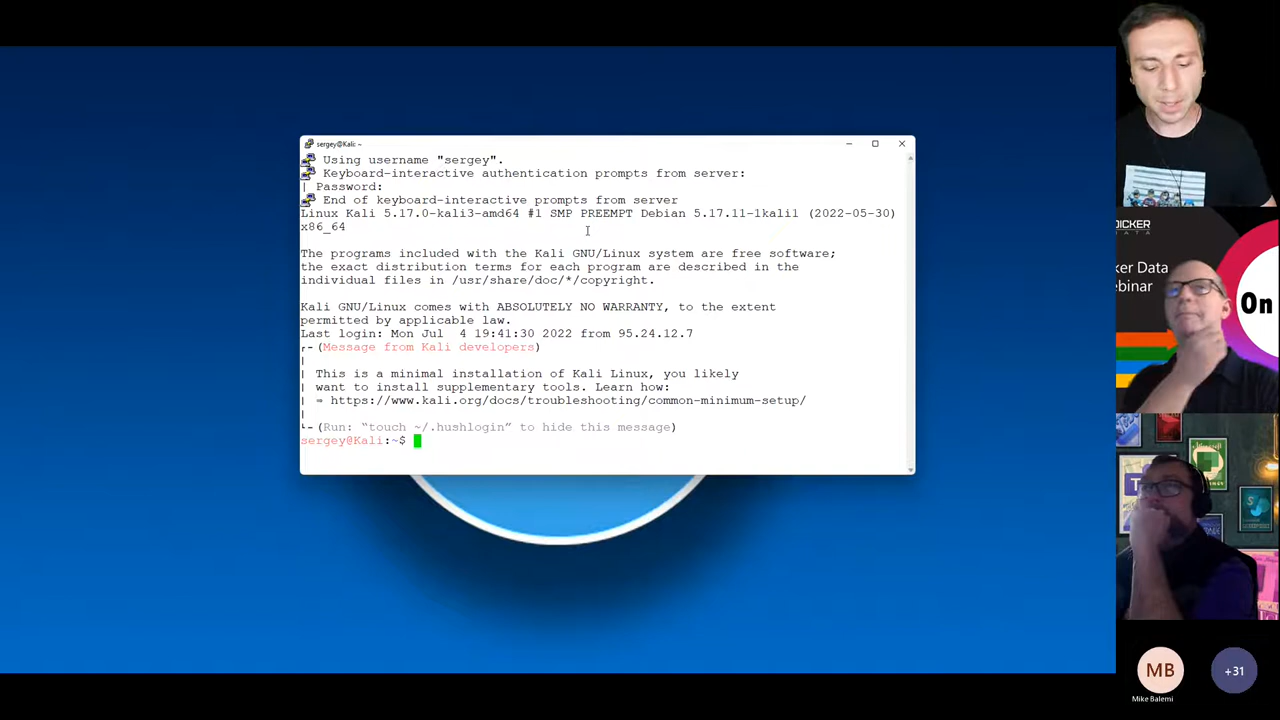 sergey@Kali: ~
Using username "sergey".
Keyboard-interactive authentication prompts from server:
| Password:
End of keyboard-interactive prompts from server
Linux Kali 5.17.0-kali3-amd64 #1 SMP PREEMPT Debian 5.17.11-1kali1 (2022-05-30)
x86_64
The programs included with the Kali GNU/Linux system are free software;
the exact distribution terms for each program are described in the
individual files in /usr/share/doc/*/copyright.
Kali GNU/Linux comes with ABSOLUTELY NO WARRANTY, to the extent
permitted by applicable law.
Last login: Mon Jul  4 19:41:30 2022 from 95.24.12.7
┌─(Message from Kali developers)
|
| This is a minimal installation of Kali Linux, you likely
| want to install supplementary tools. Learn how:
| ⇒ https://www.kali.org/docs/troubleshooting/common-minimum-setup/
|
└─(Run: “touch ~/.hushlogin” to hide this message)
sergey@Kali:~$
DICKER
DATA
ker Data
ebinar
On
T
S
MB
+31
Mike Balemi